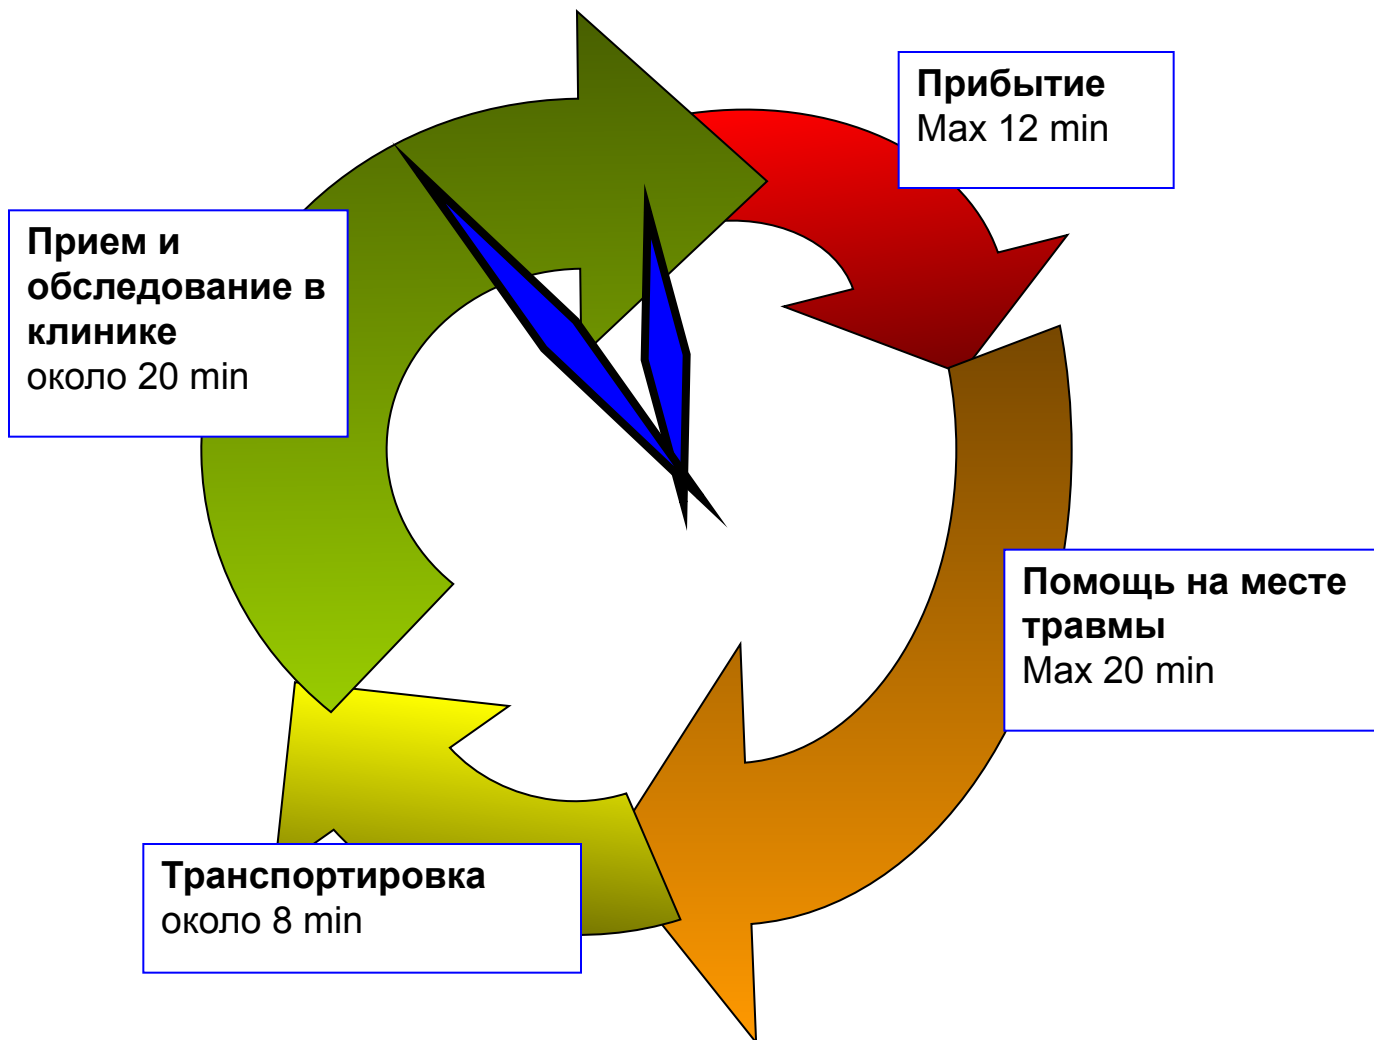 Прибытие
Max 12 min
Прием и
обследование в
клинике
около 20 min
Помощь на месте
травмы
Max 20 min
Транспортировка
около 8 min